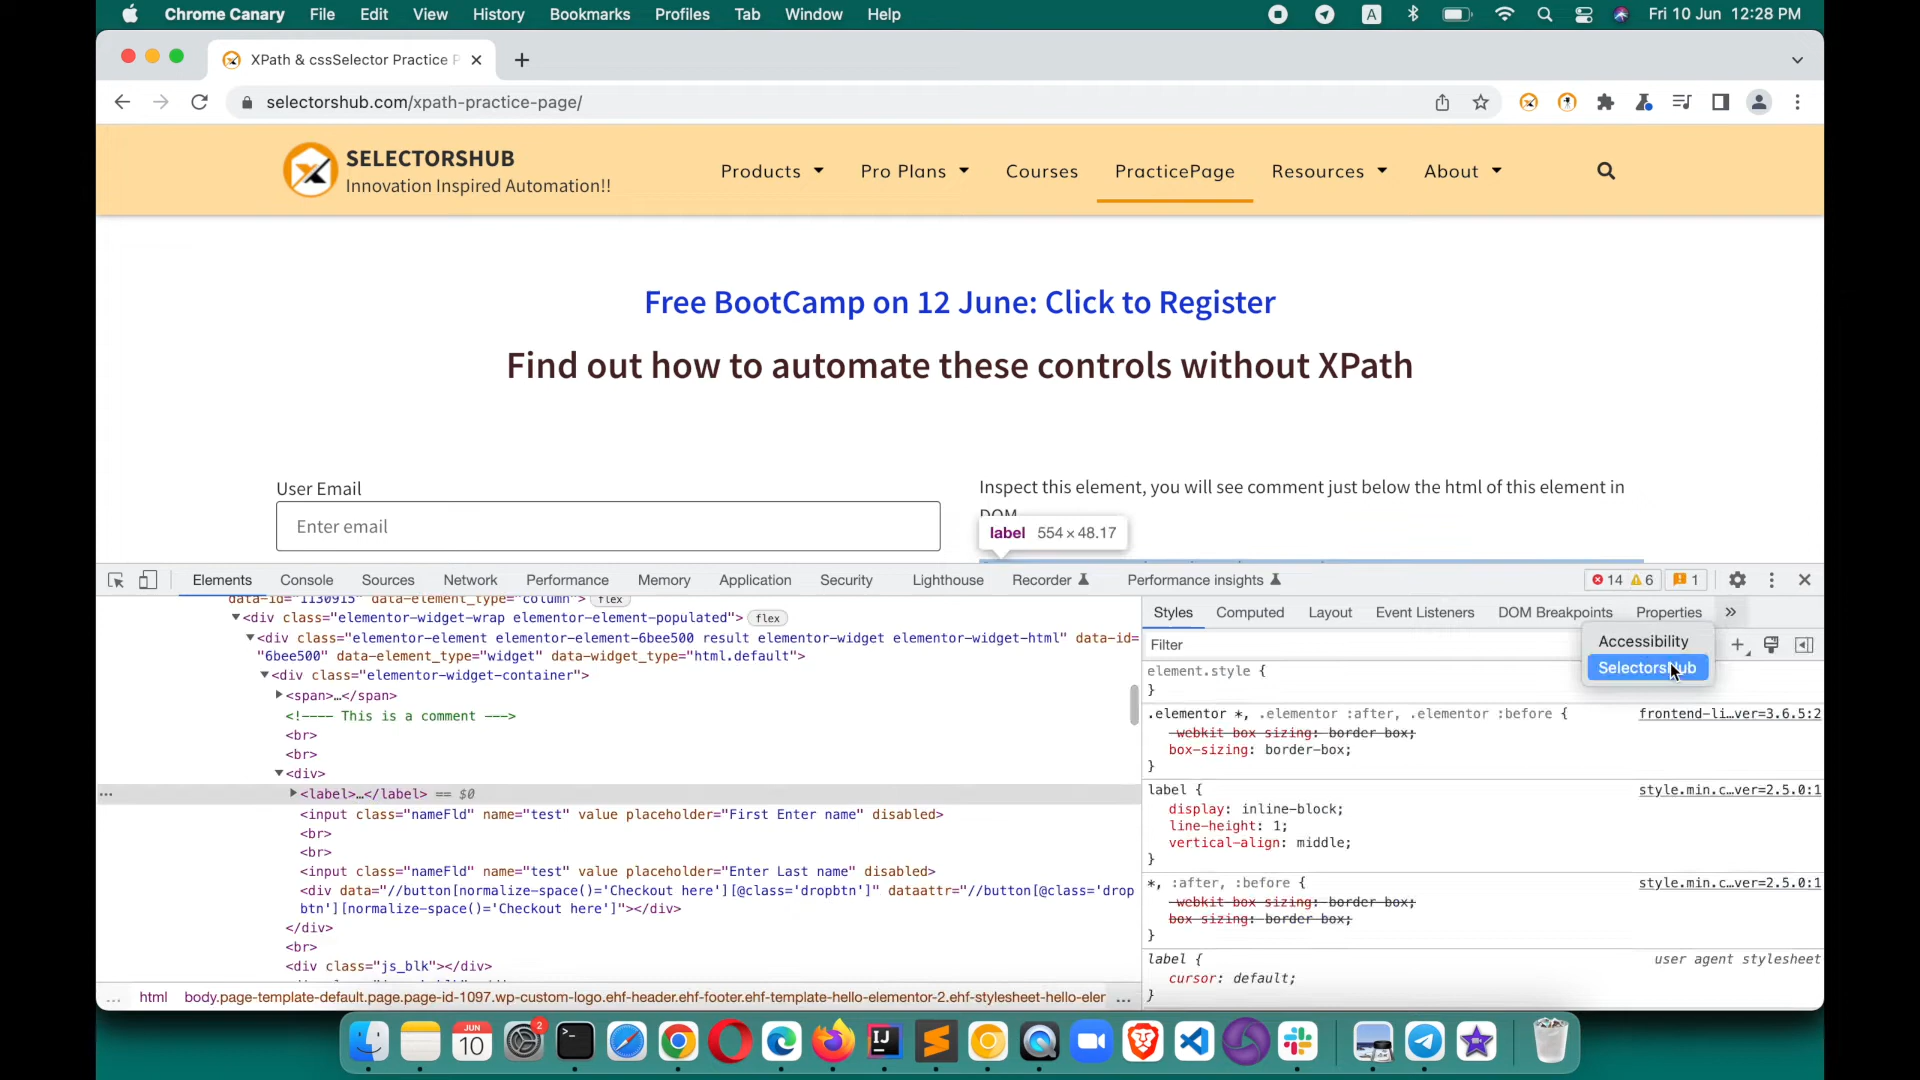 Chrome Canary File Edit View History Bookmarks Profiles Tab Window Help A Fri 10 Jun 12:28 PM
XPath & cssSelector Practice P
selectorshub.com/xpath-practice-page/
SELECTORSHUB
Innovation Inspired Automation!!
Products Pro Plans Courses PracticePage Resources About
Free BootCamp on 12 June: Click to Register
Find out how to automate these controls without XPath
User Email
Enter email
Inspect this element, you will see comment just below the html of this element in
DOM
label 554 × 48.17
Elements Console Sources Network Performance Memory Application Security Lighthouse Recorder Performance insights 14 6 1
data-id="1130915" data-element_type="column"> flex
<div class="elementor-widget-wrap elementor-element-populated"> flex
<div class="elementor-element elementor-element-6bee500 result elementor-widget elementor-widget-html" data-id=
"6bee500" data-element_type="widget" data-widget_type="html.default">
<div class="elementor-widget-container">
<span>…</span>
<!---- This is a comment --->
<br>
<br>
<div>
<label>…</label> == $0
<input class="nameFld" name="test" value placeholder="First Enter name" disabled>
<br>
<br>
<input class="nameFld" name="test" value placeholder="Enter Last name" disabled>
<div data="//button[normalize-space()='Checkout here'][@class='dropbtn']" dataattr="//button[@class='drop
btn'][normalize-space()='Checkout here']"></div>
</div>
<br>
<div class="js_blk"></div>
... html body.page-template-default.page.page-id-1097.wp-custom-logo.ehf-header.ehf-footer.ehf-template-hello-elementor-2.ehf-stylesheet-hello-eler ...
Styles Computed Layout Event Listeners DOM Breakpoints Properties
Filter
Accessibility
SelectorsHub
element.style {
}
.elementor *, .elementor :after, .elementor :before { frontend-li…ver=3.6.5:2
-webkit-box-sizing: border-box;
box-sizing: border-box;
}
label { style.min.c…ver=2.5.0:1
display: inline-block;
line-height: 1;
vertical-align: middle;
}
*, :after, :before { style.min.c…ver=2.5.0:1
-webkit-box-sizing: border-box;
box-sizing: border-box;
}
label { user agent stylesheet
cursor: default;
}
JUN
10
2
>_
IJ